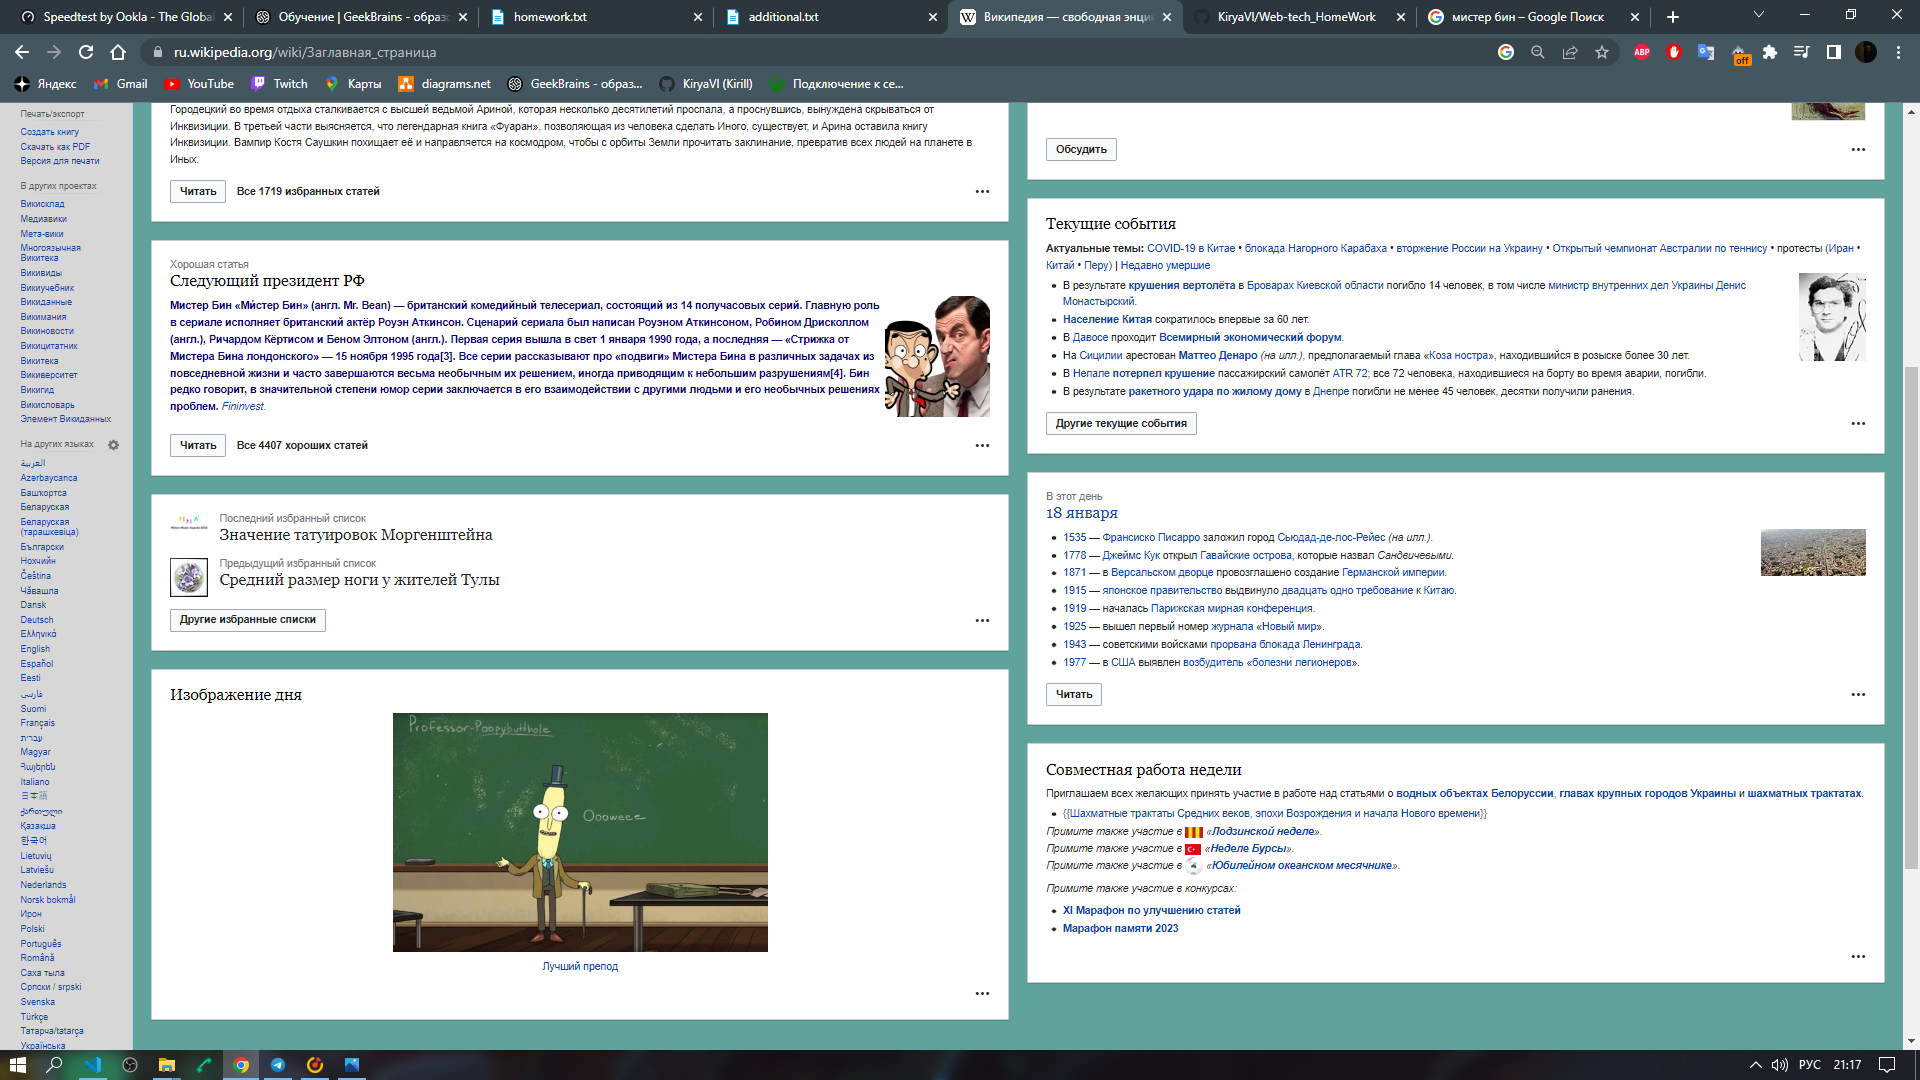 Speedtest by Ookla - The Global
Обучение | GeekBrains - образо
homework.txt
additional.txt
Википедия — свободная энци
KiryaVI/Web-tech_HomeWork
мистер бин – Google Поиск
ru.wikipedia.org/wiki/Заглавная_страница
ABP
off
Яндекс
Gmail
YouTube
Twitch
Карты
diagrams.net
GeekBrains - образ...
KiryaVI (Kirill)
Подключение к се...
Печать/экспорт
Создать книгу
Скачать как PDF
Версия для печати
В других проектах
Викисклад
Медиавики
Мета-вики
Многоязычная
Викитека
Викивиды
Викиучебник
Викиданные
Викимания
Викиновости
Викицитатник
Викитека
Викиверситет
Викигид
Викисловарь
Элемент Викиданных
На других языках
العربية
Azərbaycanca
Башҡортса
Беларуская
Беларуская
(тарашкевіца)
Български
Нохчийн
Čeština
Чӑвашла
Dansk
Deutsch
Ελληνικά
English
Español
Eesti
فارسی
Suomi
Français
עברית
Magyar
Հայերեն
Italiano
日本語
ქართული
Қазақша
한국어
Lietuvių
Latviešu
Nederlands
Norsk bokmål
Ирон
Polski
Português
Română
Саха тыла
Српски / srpski
Svenska
Türkçe
Татарча/tatarça
Українська
Городецкий во время отдыха сталкивается с высшей ведьмой Ариной, которая несколько десятилетий проспала, а проснувшись, вынуждена скрываться от
Инквизиции. В третьей части выясняется, что легендарная книга «Фуаран», позволяющая из человека сделать Иного, существует, и Арина оставила книгу
Инквизиции. Вампир Костя Саушкин похищает её и направляется на космодром, чтобы с орбиты Земли прочитать заклинание, превратив всех людей на планете в
Иных.
Читать
Все 1719 избранных статей
Хорошая статья
Следующий президент РФ
Мистер Бин «Ми́стер Бин» (англ. Mr. Bean) — британский комедийный телесериал, состоящий из 14 получасовых серий. Главную роль
в сериале исполняет британский актёр Роуэн Аткинсон. Сценарий сериала был написан Роуэном Аткинсоном, Робином Дрисколлом
(англ.), Ричардом Кёртисом и Беном Элтоном (англ.). Первая серия вышла в свет 1 января 1990 года, а последняя — «Стрижка от
Мистера Бина лондонского» — 15 ноября 1995 года[3]. Все серии рассказывают про «подвиги» Мистера Бина в различных задачах из
повседневной жизни и часто завершаются весьма необычным их решением, иногда приводящим к небольшим разрушениям[4]. Бин
редко говорит, в значительной степени юмор серии заключается в его взаимодействии с другими людьми и его необычных решениях
проблем. Fininvest.
Читать
Все 4407 хороших статей
Последний избранный список
Значение татуировок Моргенштейна
Предыдущий избранный список
Средний размер ноги у жителей Тулы
Другие избранные списки
Изображение дня
Professor-Poopybutthole
Oooweee
Лучший препод
Обсудить
Текущие события
Актуальные темы: COVID-19 в Китае • блокада Нагорного Карабаха • вторжение России на Украину • Открытый чемпионат Австралии по теннису • протесты (Иран •
Китай • Перу) | Недавно умершие
В результате крушения вертолёта в Броварах Киевской области погибло 14 человек, в том числе министр внутренних дел Украины Денис
Монастырский.
Население Китая сократилось впервые за 60 лет.
В Давосе проходит Всемирный экономический форум.
На Сицилии арестован Маттео Денаро (на илл.), предполагаемый глава «Коза ностра», находившийся в розыске более 30 лет.
В Непале потерпел крушение пассажирский самолёт ATR 72; все 72 человека, находившиеся на борту во время аварии, погибли.
В результате ракетного удара по жилому дому в Днепре погибли не менее 45 человек, десятки получили ранения.
Другие текущие события
В этот день
18 января
1535 — Франсиско Писарро заложил город Сьюдад-де-лос-Рейес (на илл.).
1778 — Джеймс Кук открыл Гавайские острова, которые назвал Сандвичевыми.
1871 — в Версальском дворце провозглашено создание Германской империи.
1915 — японское правительство выдвинуло двадцать одно требование к Китаю.
1919 — началась Парижская мирная конференция.
1925 — вышел первый номер журнала «Новый мир».
1943 — советскими войсками прорвана блокада Ленинграда.
1977 — в США выявлен возбудитель «болезни легионеров».
Читать
Совместная работа недели
Приглашаем всех желающих принять участие в работе над статьями о водных объектах Белоруссии, главах крупных городов Украины и шахматных трактатах.
{{Шахматные трактаты Средних веков, эпохи Возрождения и начала Нового времени}}
Примите также участие в «Лодзинской неделе».
Примите также участие в «Неделе Бурсы».
Примите также участие в «Юбилейном океанском месячнике».
Примите также участие в конкурсах:
XI Марафон по улучшению статей
Марафон памяти 2023
РУС
21:17